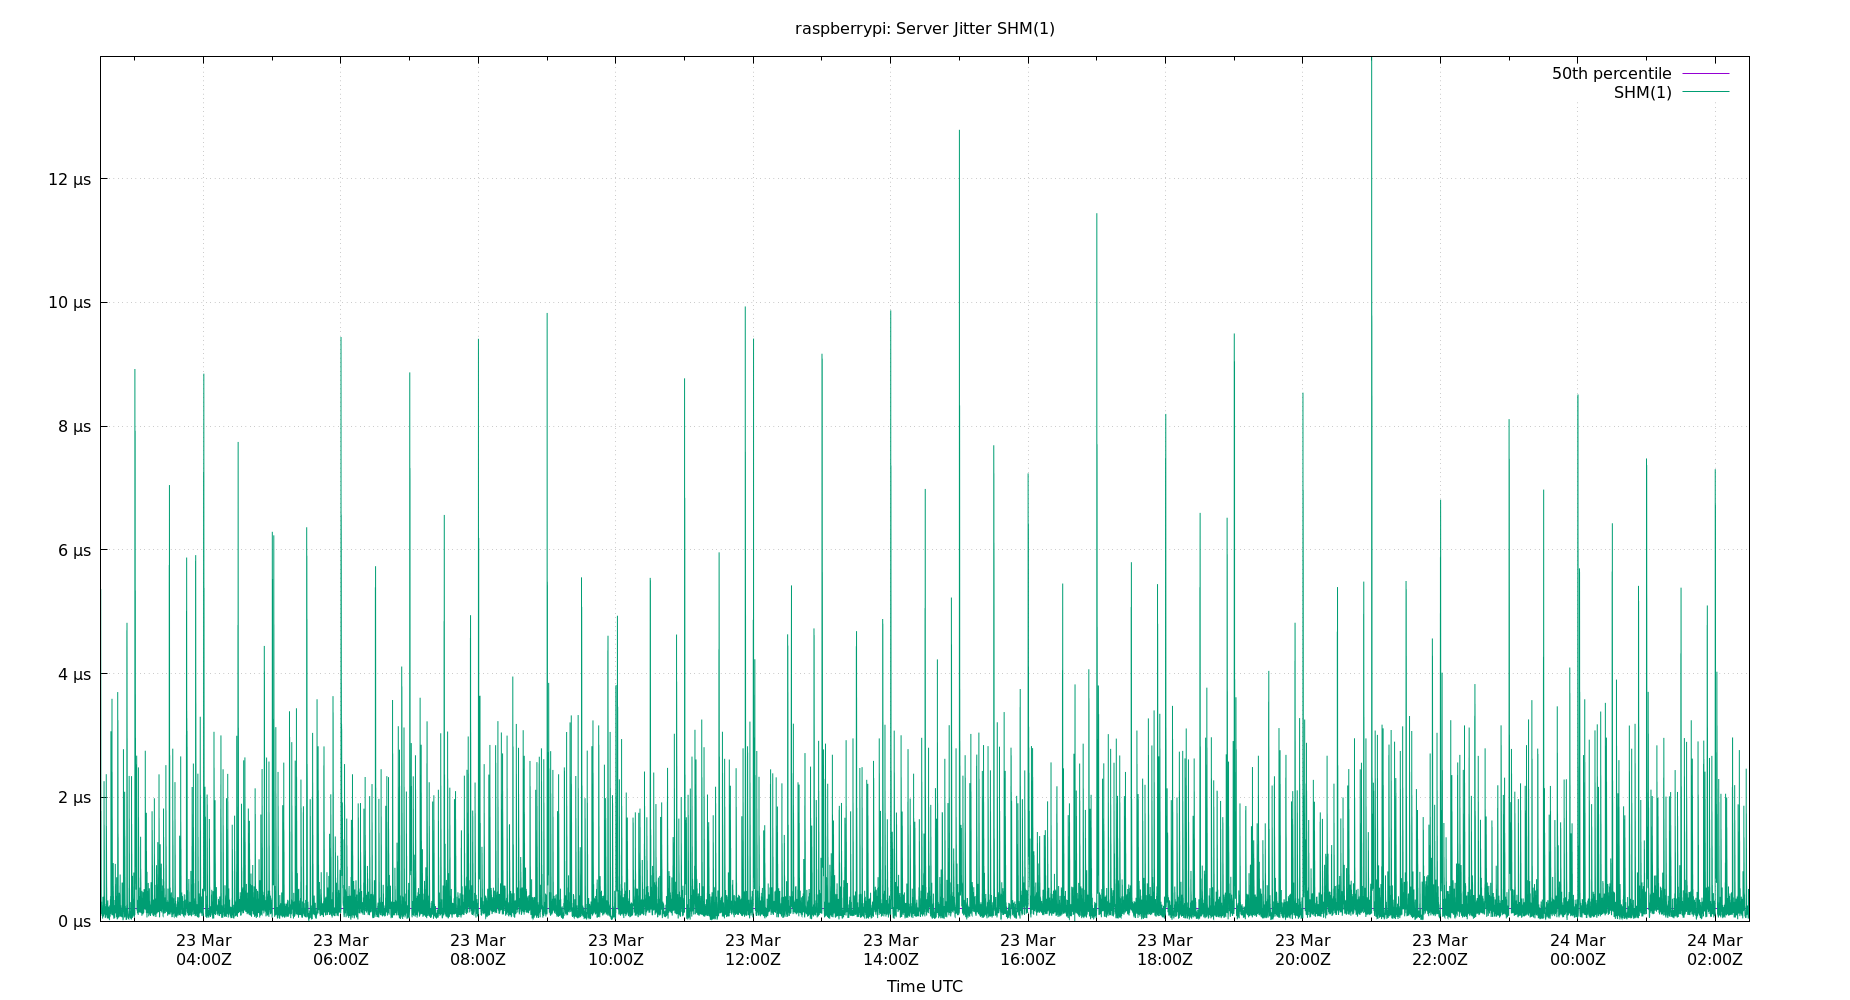 raspberrypi: Server Jitter SHM(1)
50th percentile
SHM(1)
12 µs
10 µs
8 µs
6 µs
4 µs
2 µs
0 µs
23 Mar 23 Mar 23 Mar 23 Mar 23 Mar 23 Mar 23 Mar 23 Mar 23 Mar 23 Mar 24 Mar 24 Mar
04:00Z 06:00Z 08:00Z 10:00Z 12:00Z 14:00Z 16:00Z 18:00Z 20:00Z 22:00Z 00:00Z 02:00Z
Time UTC